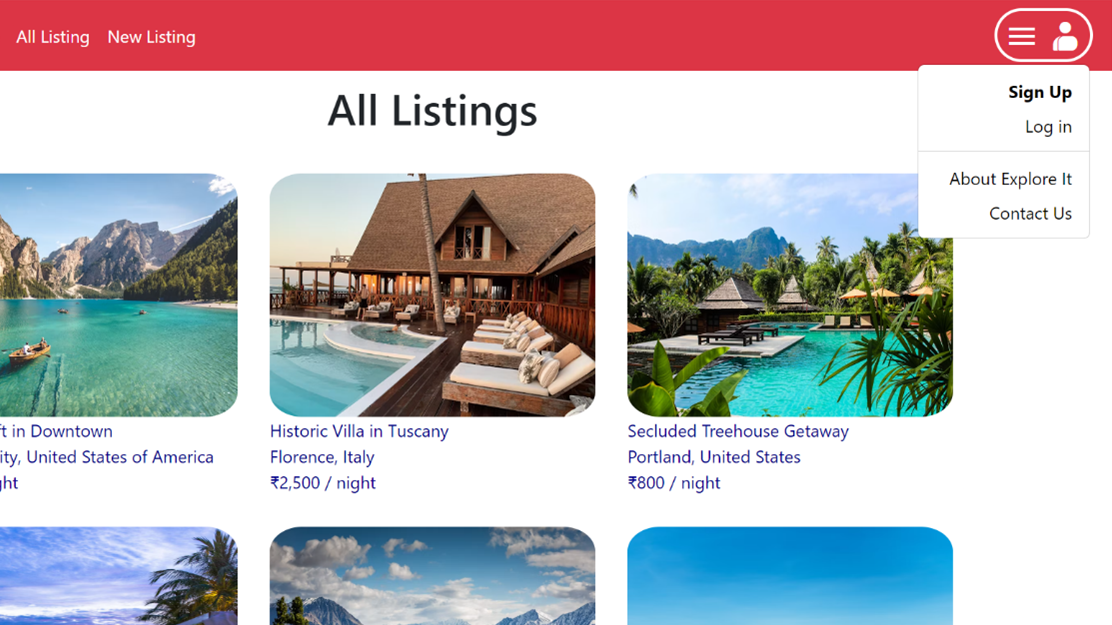 All Listing New Listing
Sign Up
Log in
About Explore It
Contact Us
All Listings
in Downtown
United States of America
Historic Villa in Tuscany
Florence, Italy
₹2,500 / night
Secluded Treehouse Getaway
Portland, United States
₹800 / night